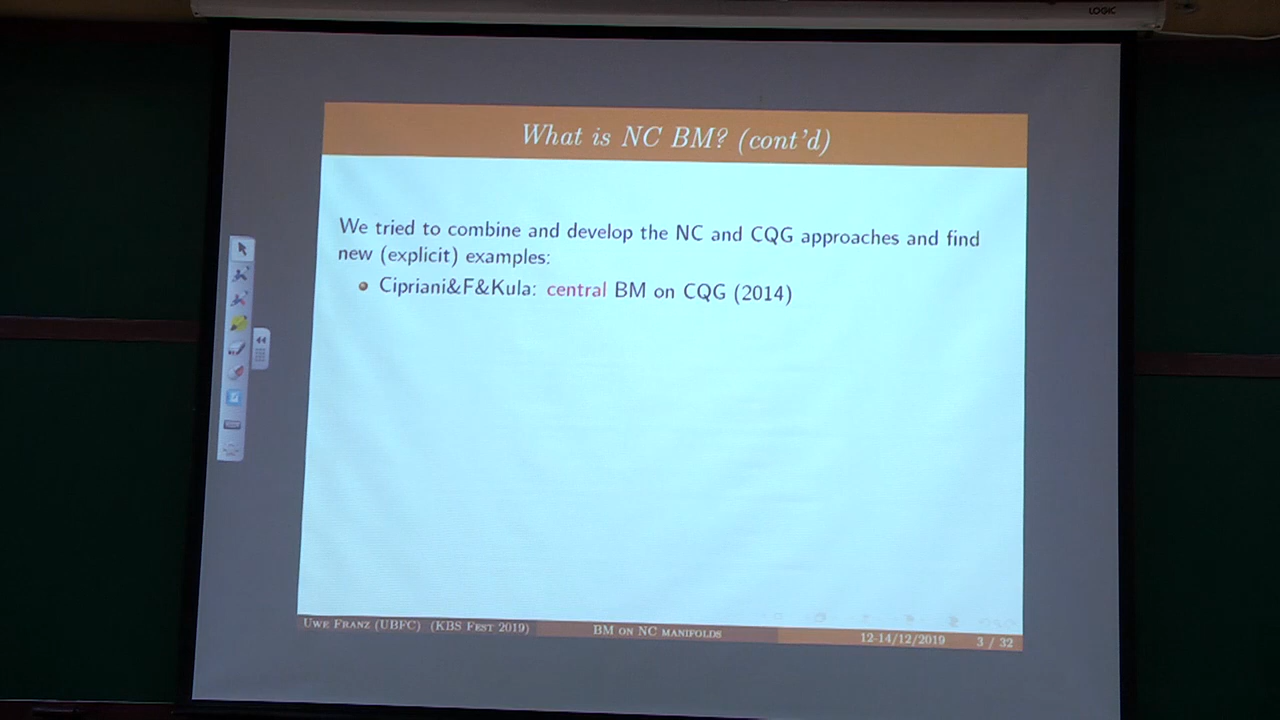 LOGIC
What is NC BM? (cont'd)
We tried to combine and develop the NC and CQG approaches and find
new (explicit) examples:
Cipriani&F&Kula: central BM on CQG (2014)
UWE FRANZ (UBFC) (KBS FEST 2019) BM ON NC MANIFOLDS 12-14/12/2019 3 / 32